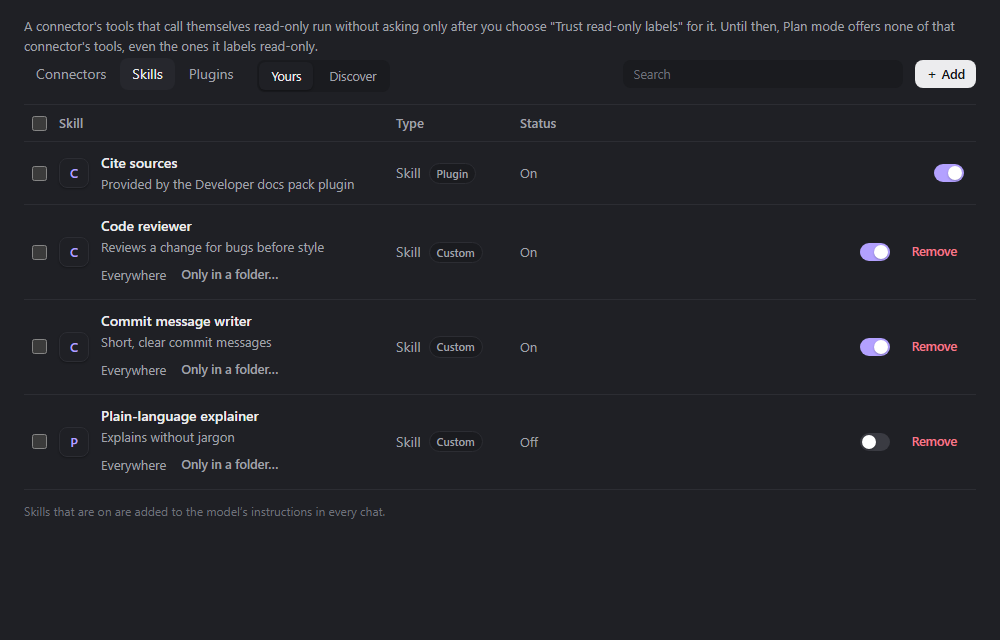 A connector's tools that call themselves read-only run without asking only after you choose "Trust read-only labels" for it. Until then, Plan mode offers none of that
connector's tools, even the ones it labels read-only.
Connectors Skills Plugins Yours Discover Search + Add
Skill Type Status
C Cite sources
Provided by the Developer docs pack plugin Skill Plugin On
Code reviewer
C Reviews a change for bugs before style Skill Custom On Remove
Everywhere Only in a folder...
Commit message writer
C Short, clear commit messages Skill Custom On Remove
Everywhere Only in a folder...
Plain-language explainer
P Explains without jargon Skill Custom Off Remove
Everywhere Only in a folder...
Skills that are on are added to the model's instructions in every chat.